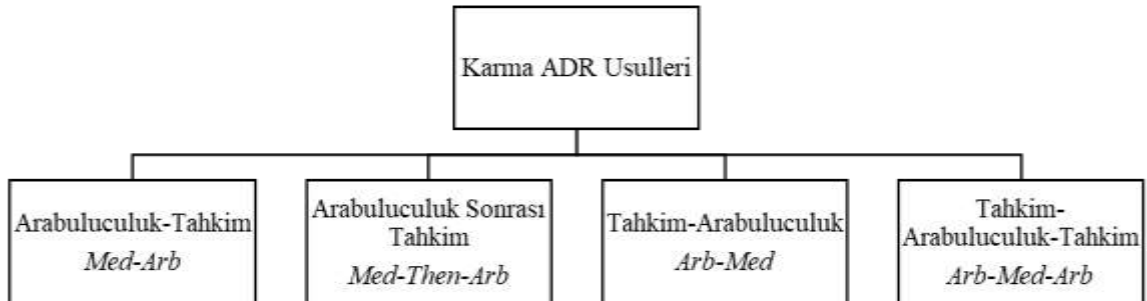 Karma ADR Usulleri
Arabuluculuk-Tahkim
Med-Arb
Arabuluculuk Sonrası
Tahkim
Med-Then-Arb
Tahkim-Arabuluculuk
Arb-Med
Tahkim-
Arabuluculuk-Tahkim
Arb-Med-Arb